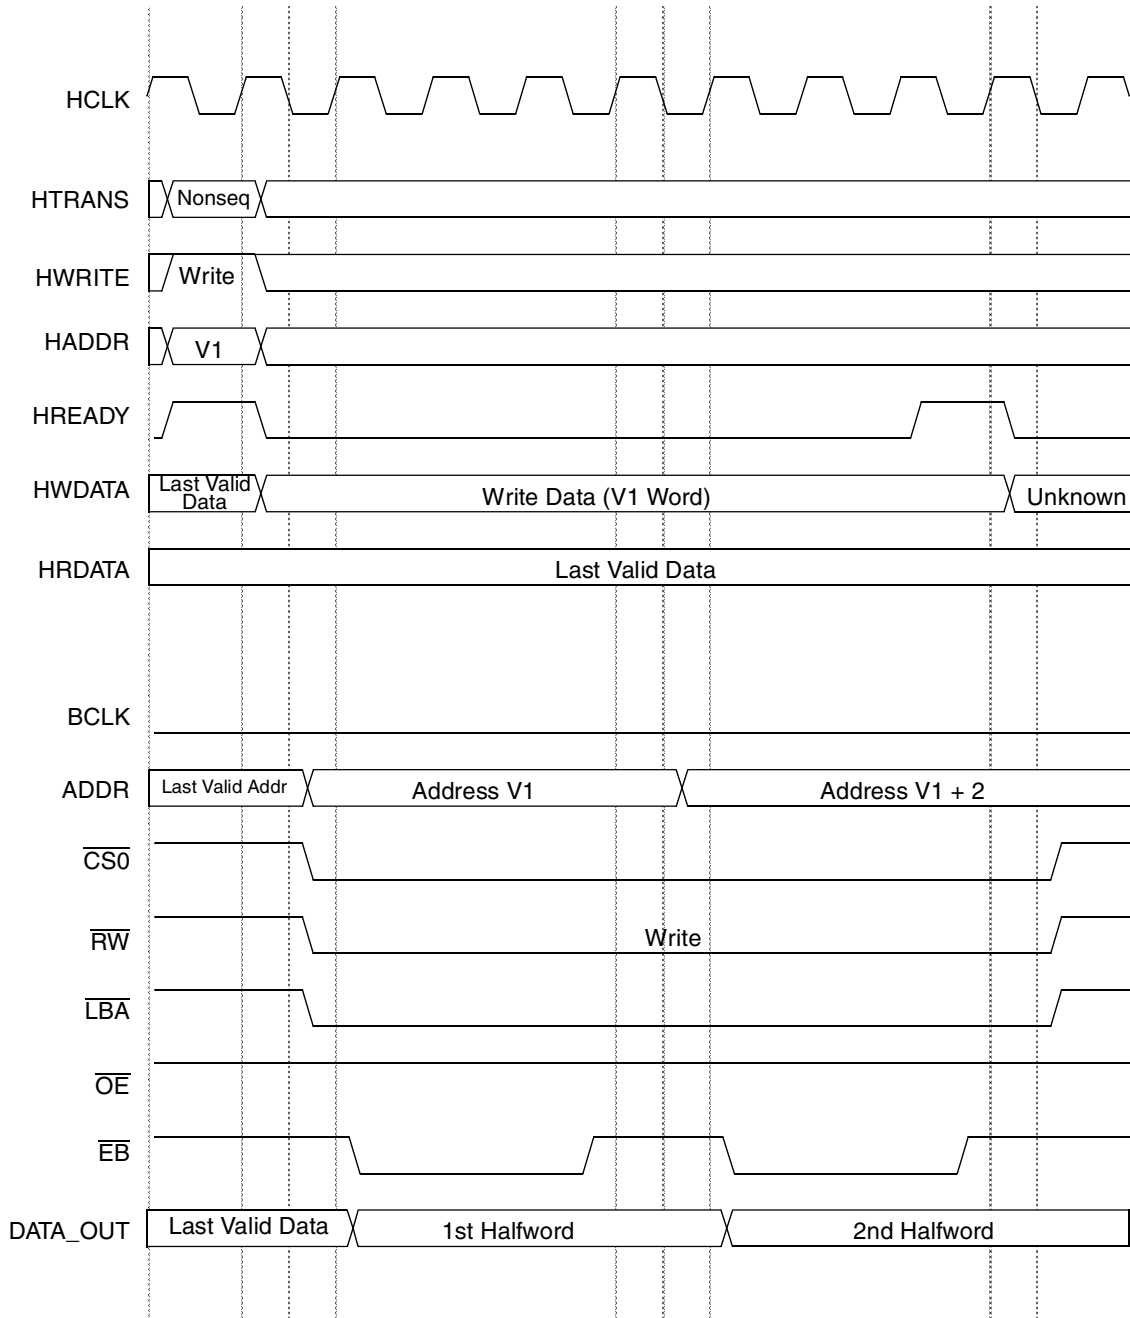 HCLK
HTRANS
Nonseq
HWRITE
Write
HADDR
V1
HREADY
HWDATA
Last Valid
Data
Write Data (V1 Word)
Unknown
HRDATA
Last Valid Data
BCLK
ADDR
Last Valid Addr
Address V1
Address V1 + 2
CS0
RW
Write
LBA
OE
EB
DATA_OUT
Last Valid Data
1st Halfword
2nd Halfword